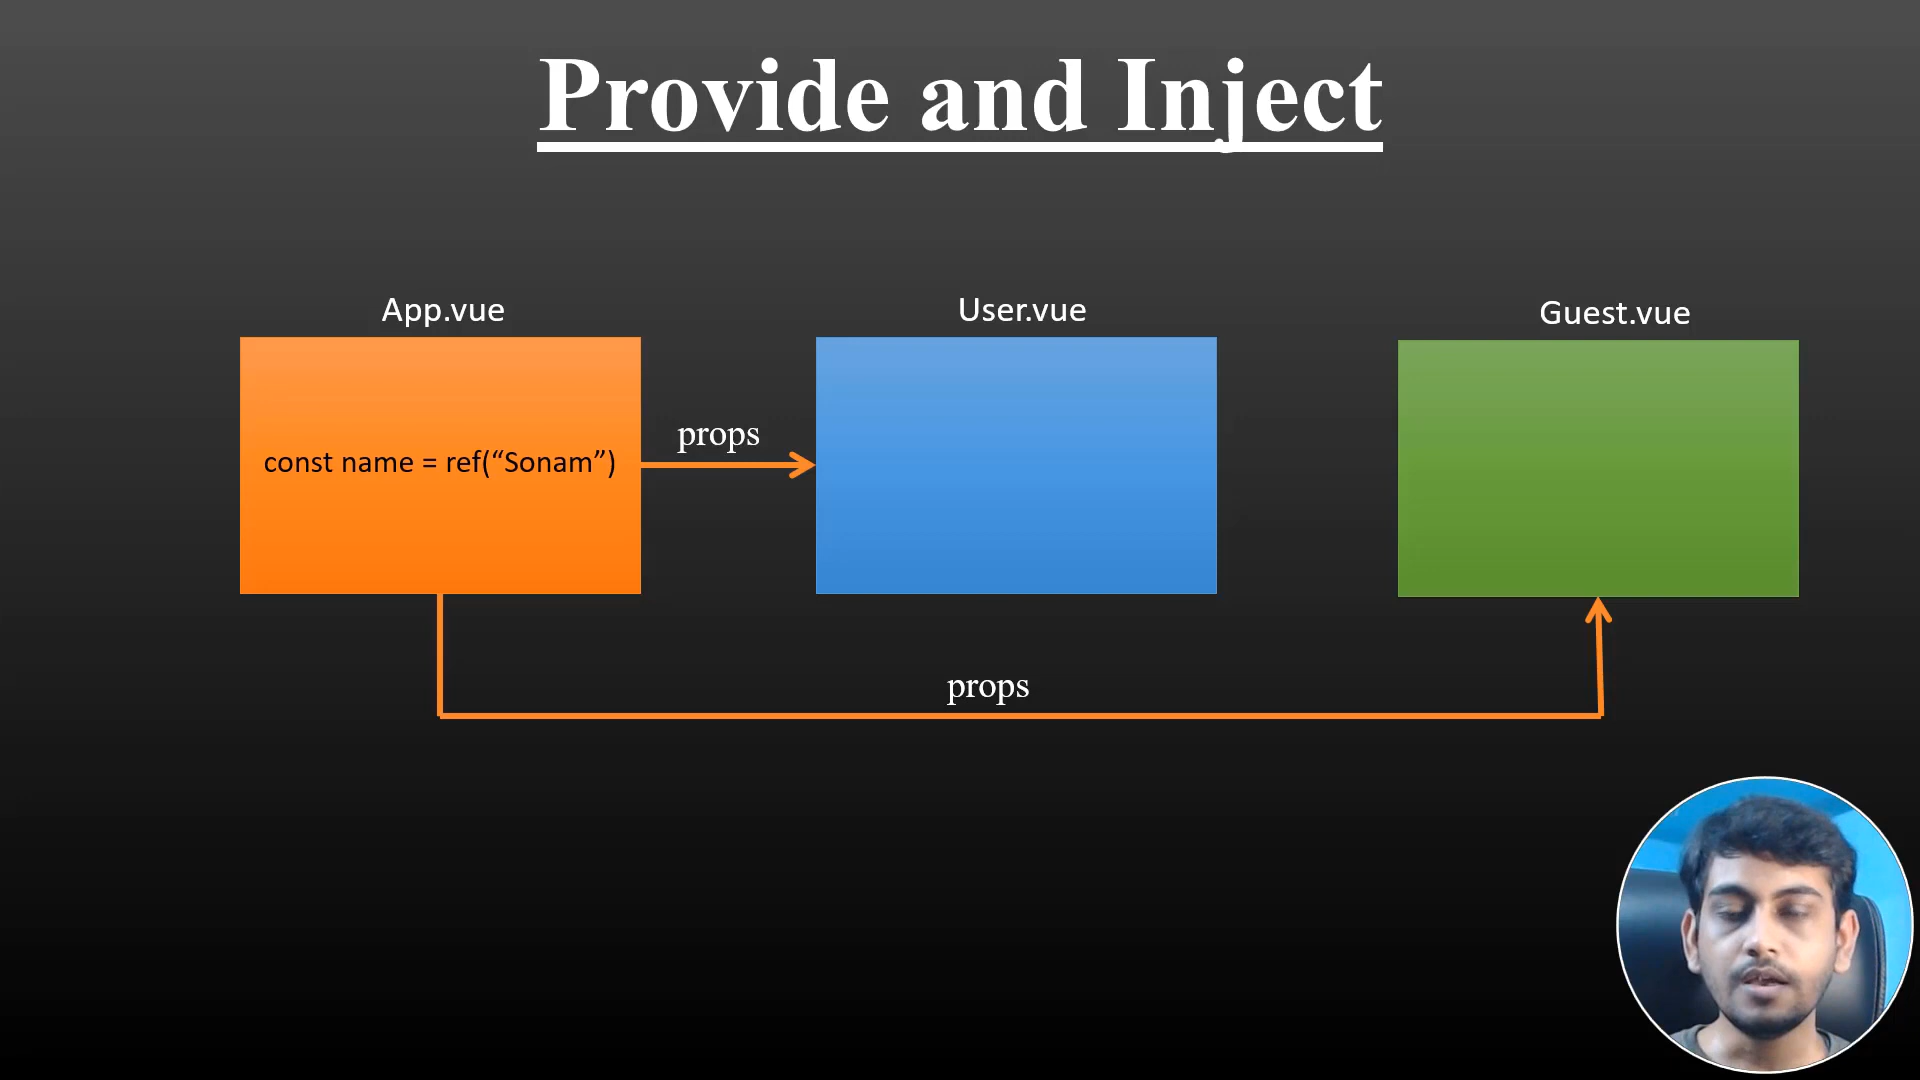 Provide and Inject
App.vue
User.vue
Guest.vue
props
const name = ref(“Sonam”)
props